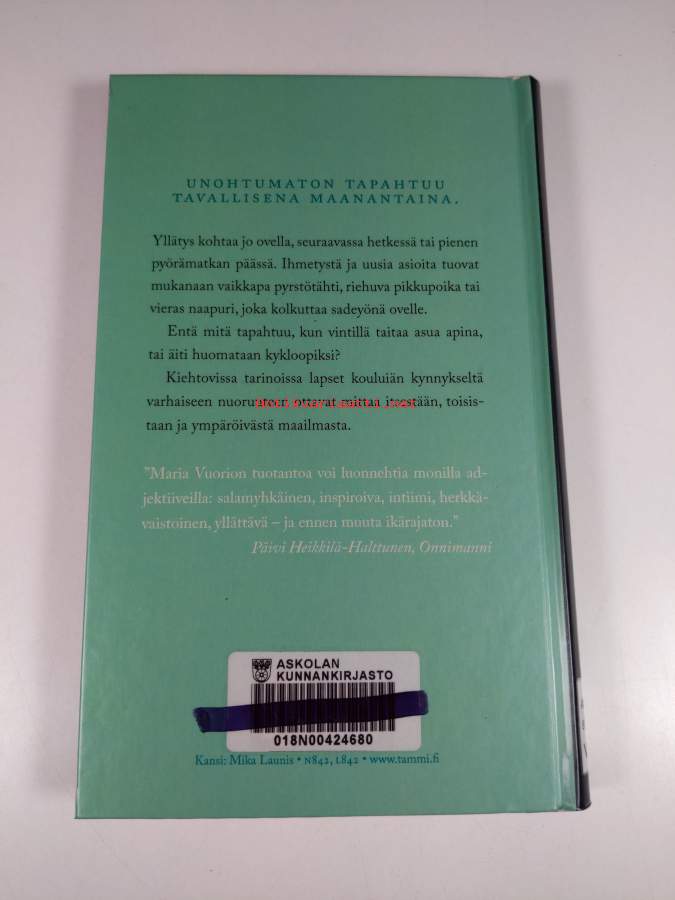 UNOHTUMATON TAPAHTUU
TAVALLISENA MAANANTAINA.
Yllätys kohtaa jo ovella, seuraavassa hetkessä tai pienen
pyörämatkan päässä. Ihmetystä ja uusia asioita tuovat
mukanaan vaikkapa pyrstötähti, riehuva pikkupoika tai
vieras naapuri, joka kolkuttaa sadeyönä ovelle.
Entä mitä tapahtuu, kun vintillä taitaa asua apina,
tai äiti huomataan kykloopiksi?
Kiehtovissa tarinoissa lapset kouluiän kynnykseltä
varhaiseen nuoruuteen ottavat mittaa itsestään, toisis-
taan ja ympäröivästä maailmasta.
"Maria Vuorion tuotantoa voi luonnehtia monilla ad-
jektiiveilla: salamyhkäinen, inspiroiva, intiimi, herkkä-
vaistoinen, yllättävä – ja ennen muuta ikärajaton."
Päivi Heikkilä-Halttunen, Onnimanni
ASKOLAN
KUNNANKIRJASTO
018N00424680
Kansi: Mika Launis • N842, L842 • www.tammi.fi